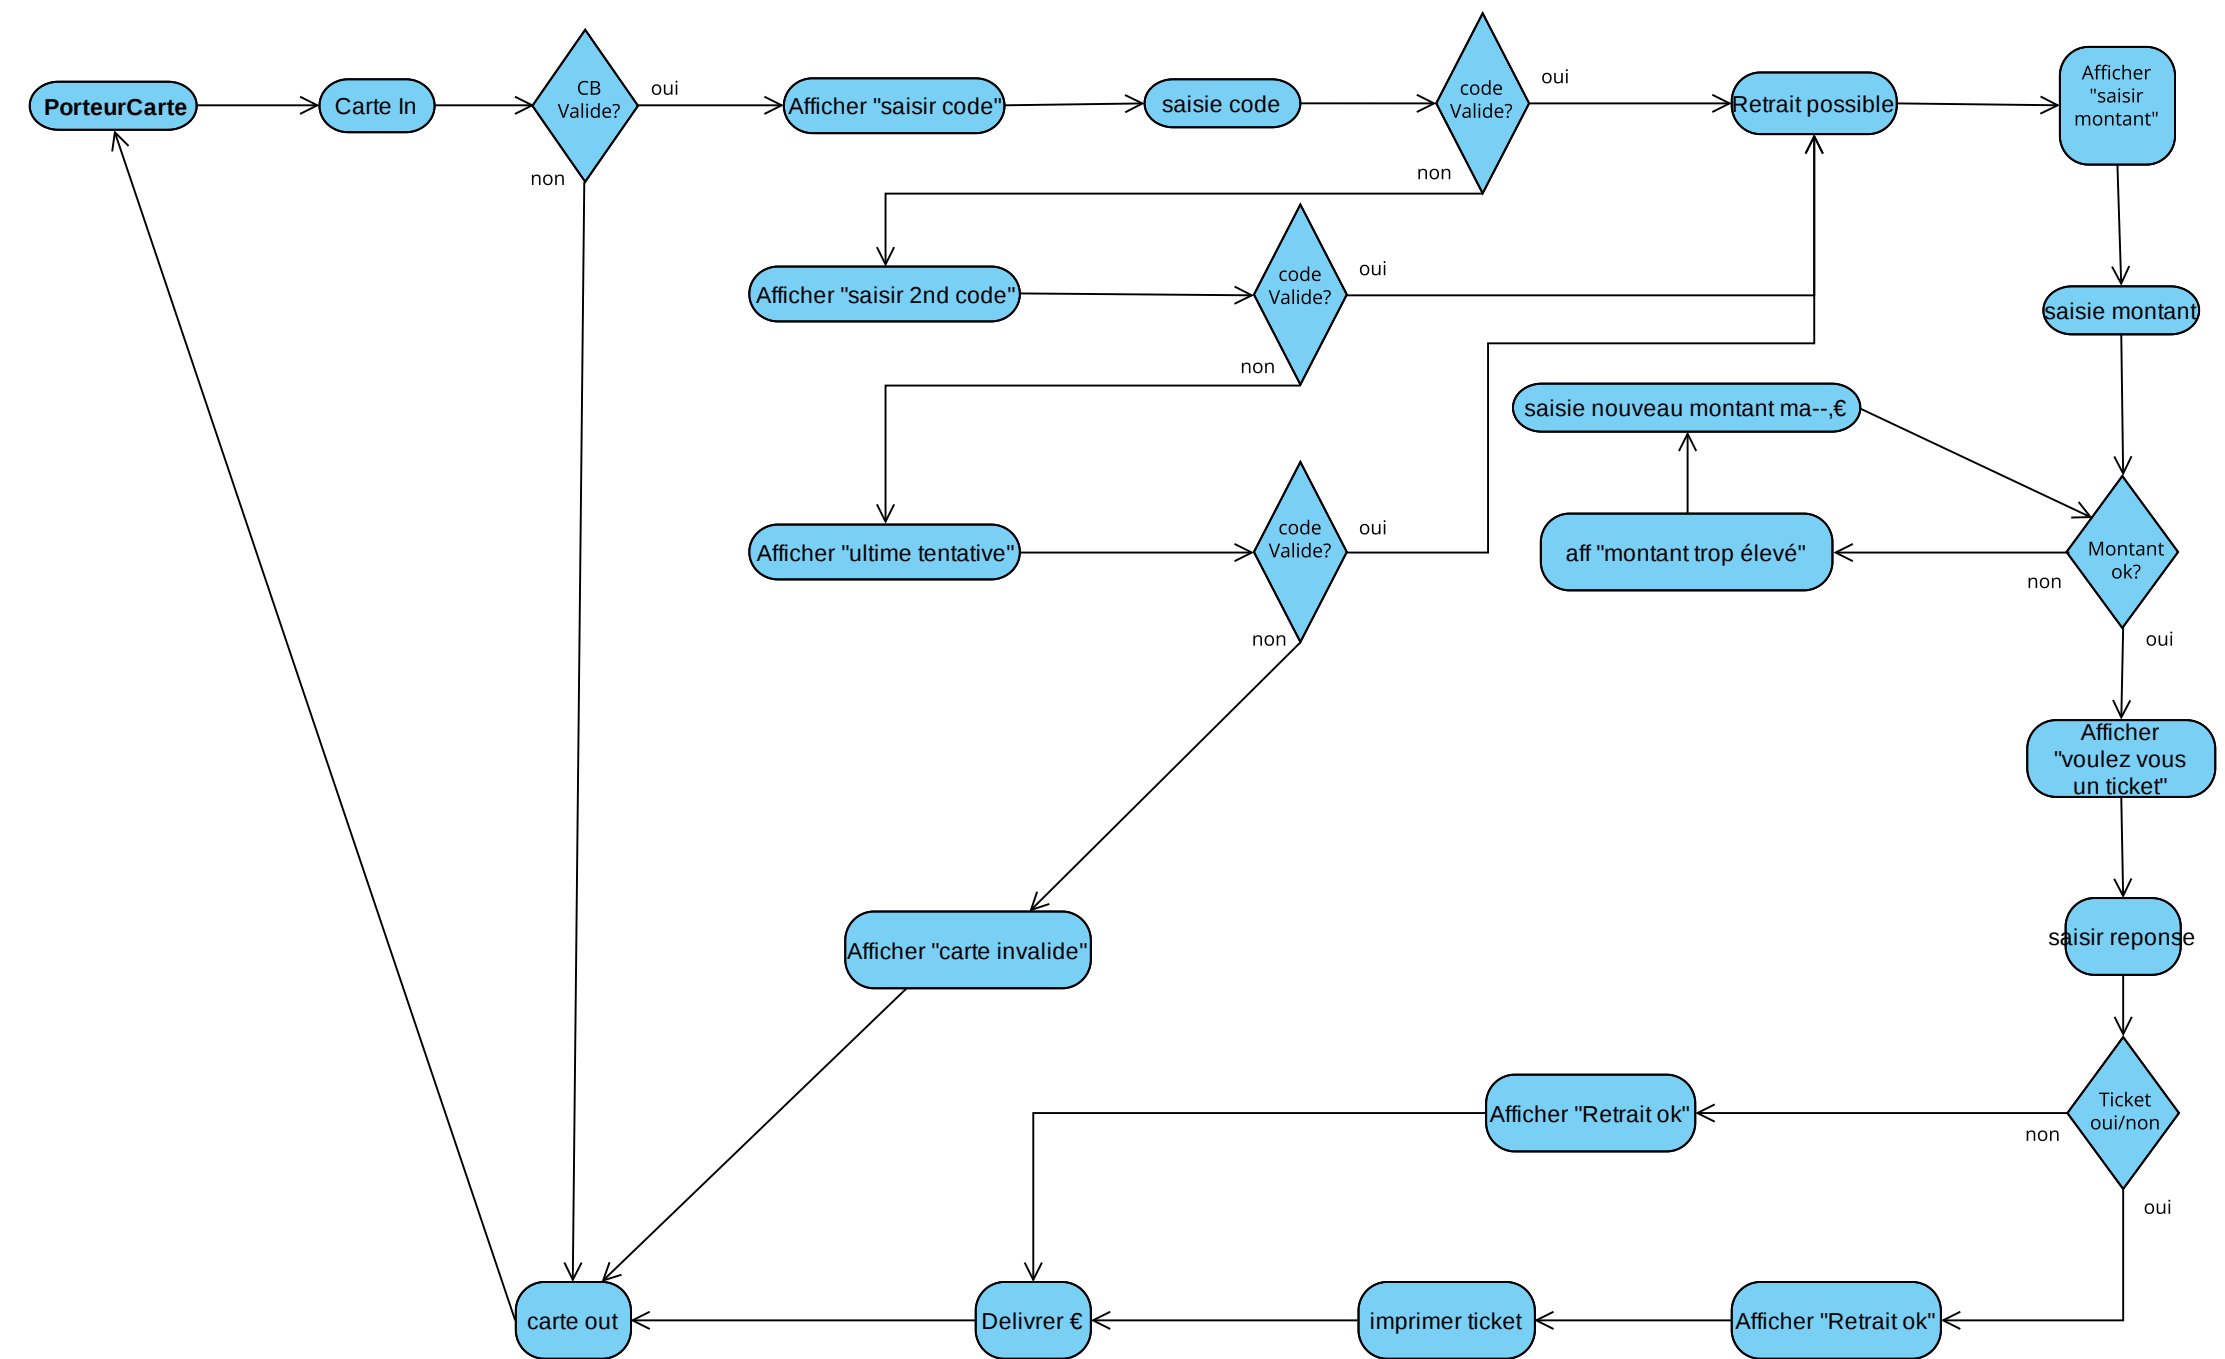 PorteurCarte
Carte In
CB
Valide?
oui
non
Afficher "saisir code"
saisie code
code
Valide?
oui
non
Retrait possible
Afficher
"saisir
montant"
Afficher "saisir 2nd code"
code
Valide?
oui
non
saisie montant
saisie nouveau montant ma--,€
Afficher "ultime tentative"
code
Valide?
oui
non
aff "montant trop élevé"
Montant
ok?
non
oui
Afficher
"voulez vous
un ticket"
saisir reponse
Afficher "carte invalide"
Afficher "Retrait ok"
Ticket
oui/non
non
oui
carte out
Delivrer €
imprimer ticket
Afficher "Retrait ok"